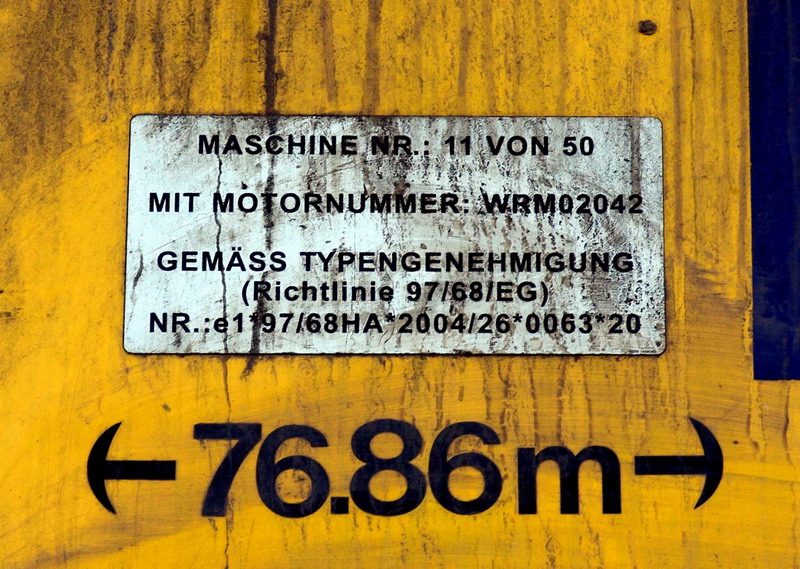 MASCHINE NR.: 11 VON 50
MIT MOTORNUMMER: WRM02042
GEMÄSS TYPENGENEHMIGUNG
(Richtlinie 97/68/EG)
NR.:e1*97/68HA*2004/26*0063*20
76.86m